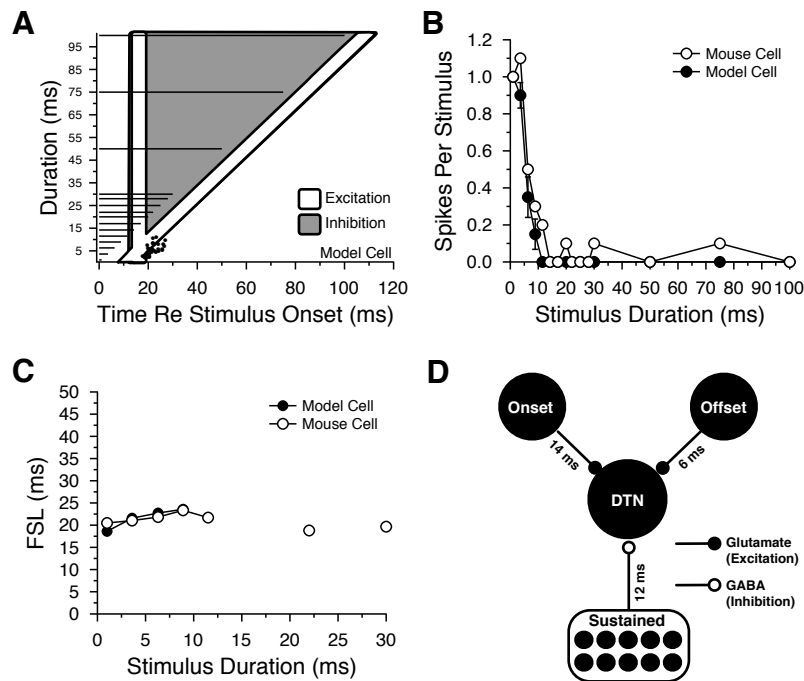 A
Duration (ms)
95
85
75
65
55
45
35
25
15
5
0
20
40
60
80
100
120
Time Re Stimulus Onset (ms)
Excitation
Inhibition
Model Cell
B
Spikes Per Stimulus
1.2
1.0
0.8
0.6
0.4
0.2
0.0
0 10 20 30 40 50 60 70 80 90 100
Stimulus Duration (ms)
Mouse Cell
Model Cell
C
FSL (ms)
50
45
40
35
30
25
20
15
10
5
0
0 5 10 15 20 25 30
Stimulus Duration (ms)
Model Cell
Mouse Cell
D
Onset
Offset
14 ms
6 ms
DTN
12 ms
Glutamate
(Excitation)
GABA
(Inhibition)
Sustained